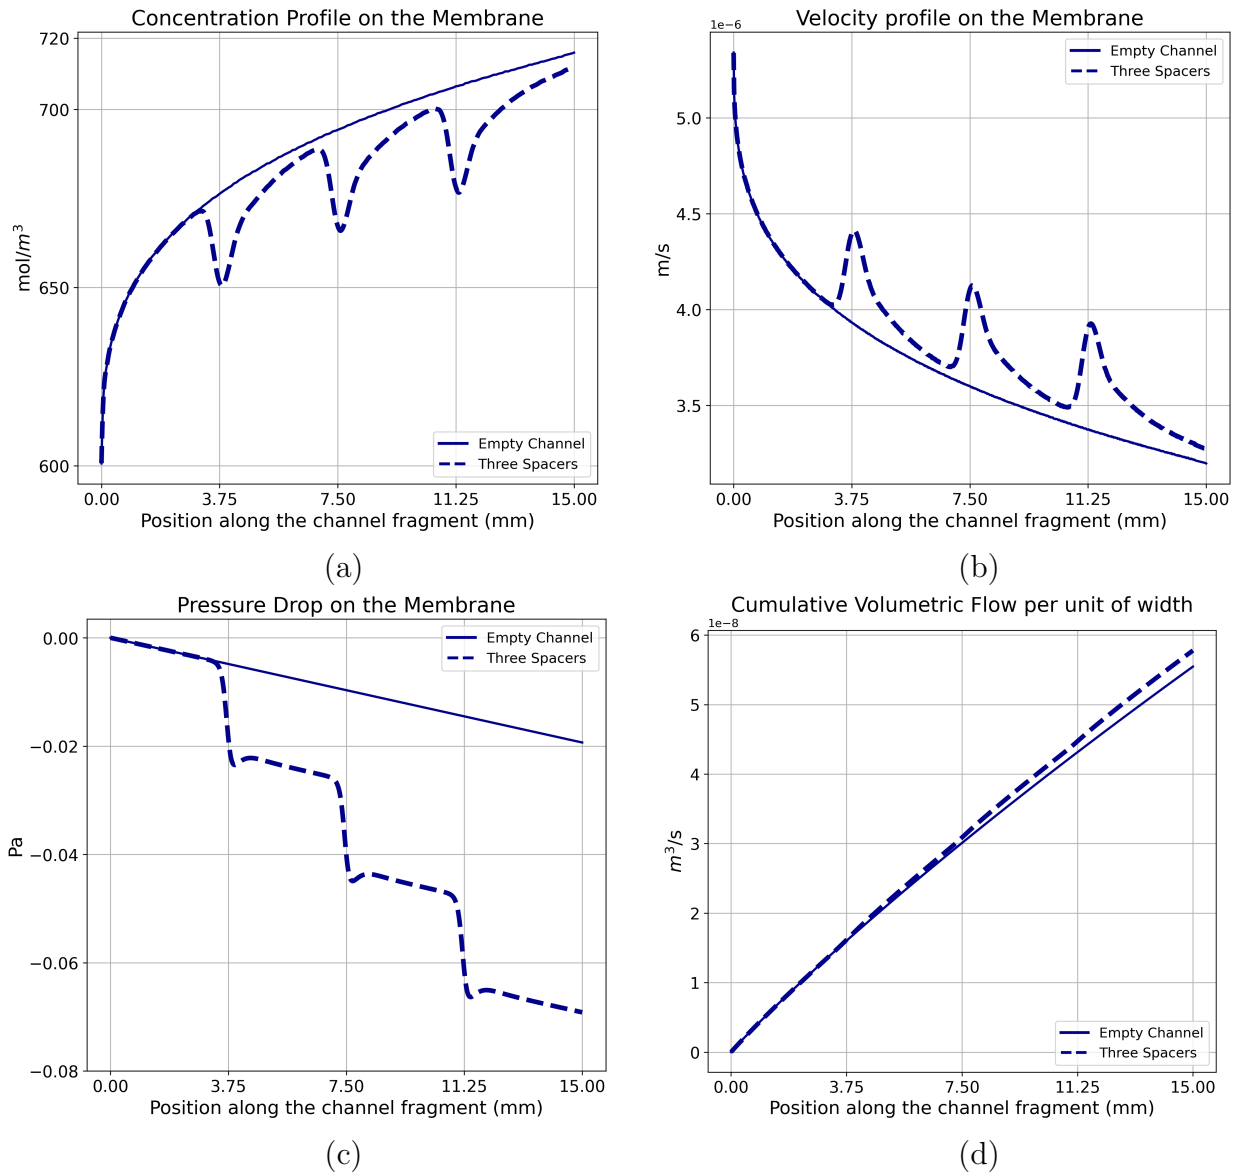 Concentration Profile on the Membrane
720
700
650
600
mol/m³
Empty Channel
Three Spacers
0.00 3.75 7.50 11.25 15.00
Position along the channel fragment (mm)
(a)
Velocity profile on the Membrane
1e−6
5.0
4.5
4.0
3.5
m/s
Empty Channel
Three Spacers
0.00 3.75 7.50 11.25 15.00
Position along the channel fragment (mm)
(b)
Pressure Drop on the Membrane
0.00
−0.02
−0.04
−0.06
−0.08
Pa
Empty Channel
Three Spacers
0.00 3.75 7.50 11.25 15.00
Position along the channel fragment (mm)
(c)
Cumulative Volumetric Flow per unit of width
1e−8
6
5
4
3
2
1
0
m³/s
Empty Channel
Three Spacers
0.00 3.75 7.50 11.25 15.00
Position along the channel fragment (mm)
(d)